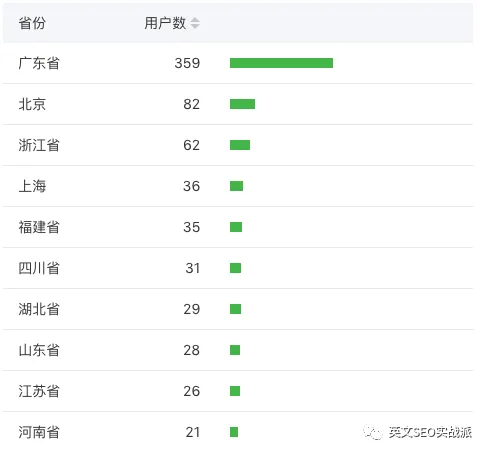 省份 用户数
广东省 359
北京 82
浙江省 62
上海 36
福建省 35
四川省 31
湖北省 29
山东省 28
江苏省 26
河南省 21
英文SEO实战派